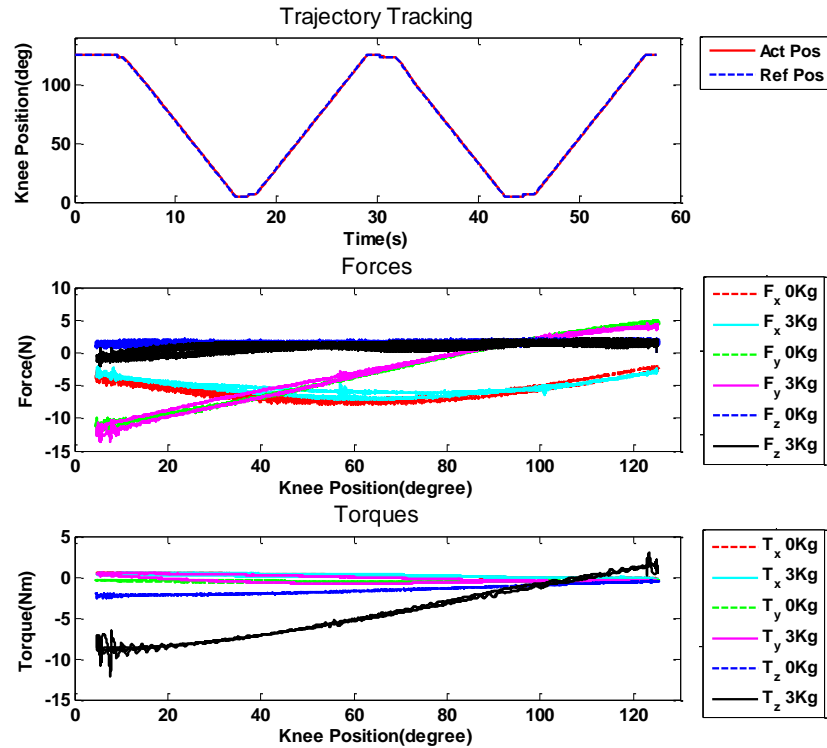 Trajectory Tracking
Knee Position(deg)
100
50
0
0 10 20 30 40 50 60
Time(s)
Act Pos
Ref Pos
Forces
Force(N)
10
5
0
-5
-10
-15
0 20 40 60 80 100 120
Knee Position(degree)
F_x 0Kg
F_x 3Kg
F_y 0Kg
F_y 3Kg
F_z 0Kg
F_z 3Kg
Torques
Torque(Nm)
5
0
-5
-10
-15
0 20 40 60 80 100 120
Knee Position(degree)
T_x 0Kg
T_x 3Kg
T_y 0Kg
T_y 3Kg
T_z 0Kg
T_z 3Kg